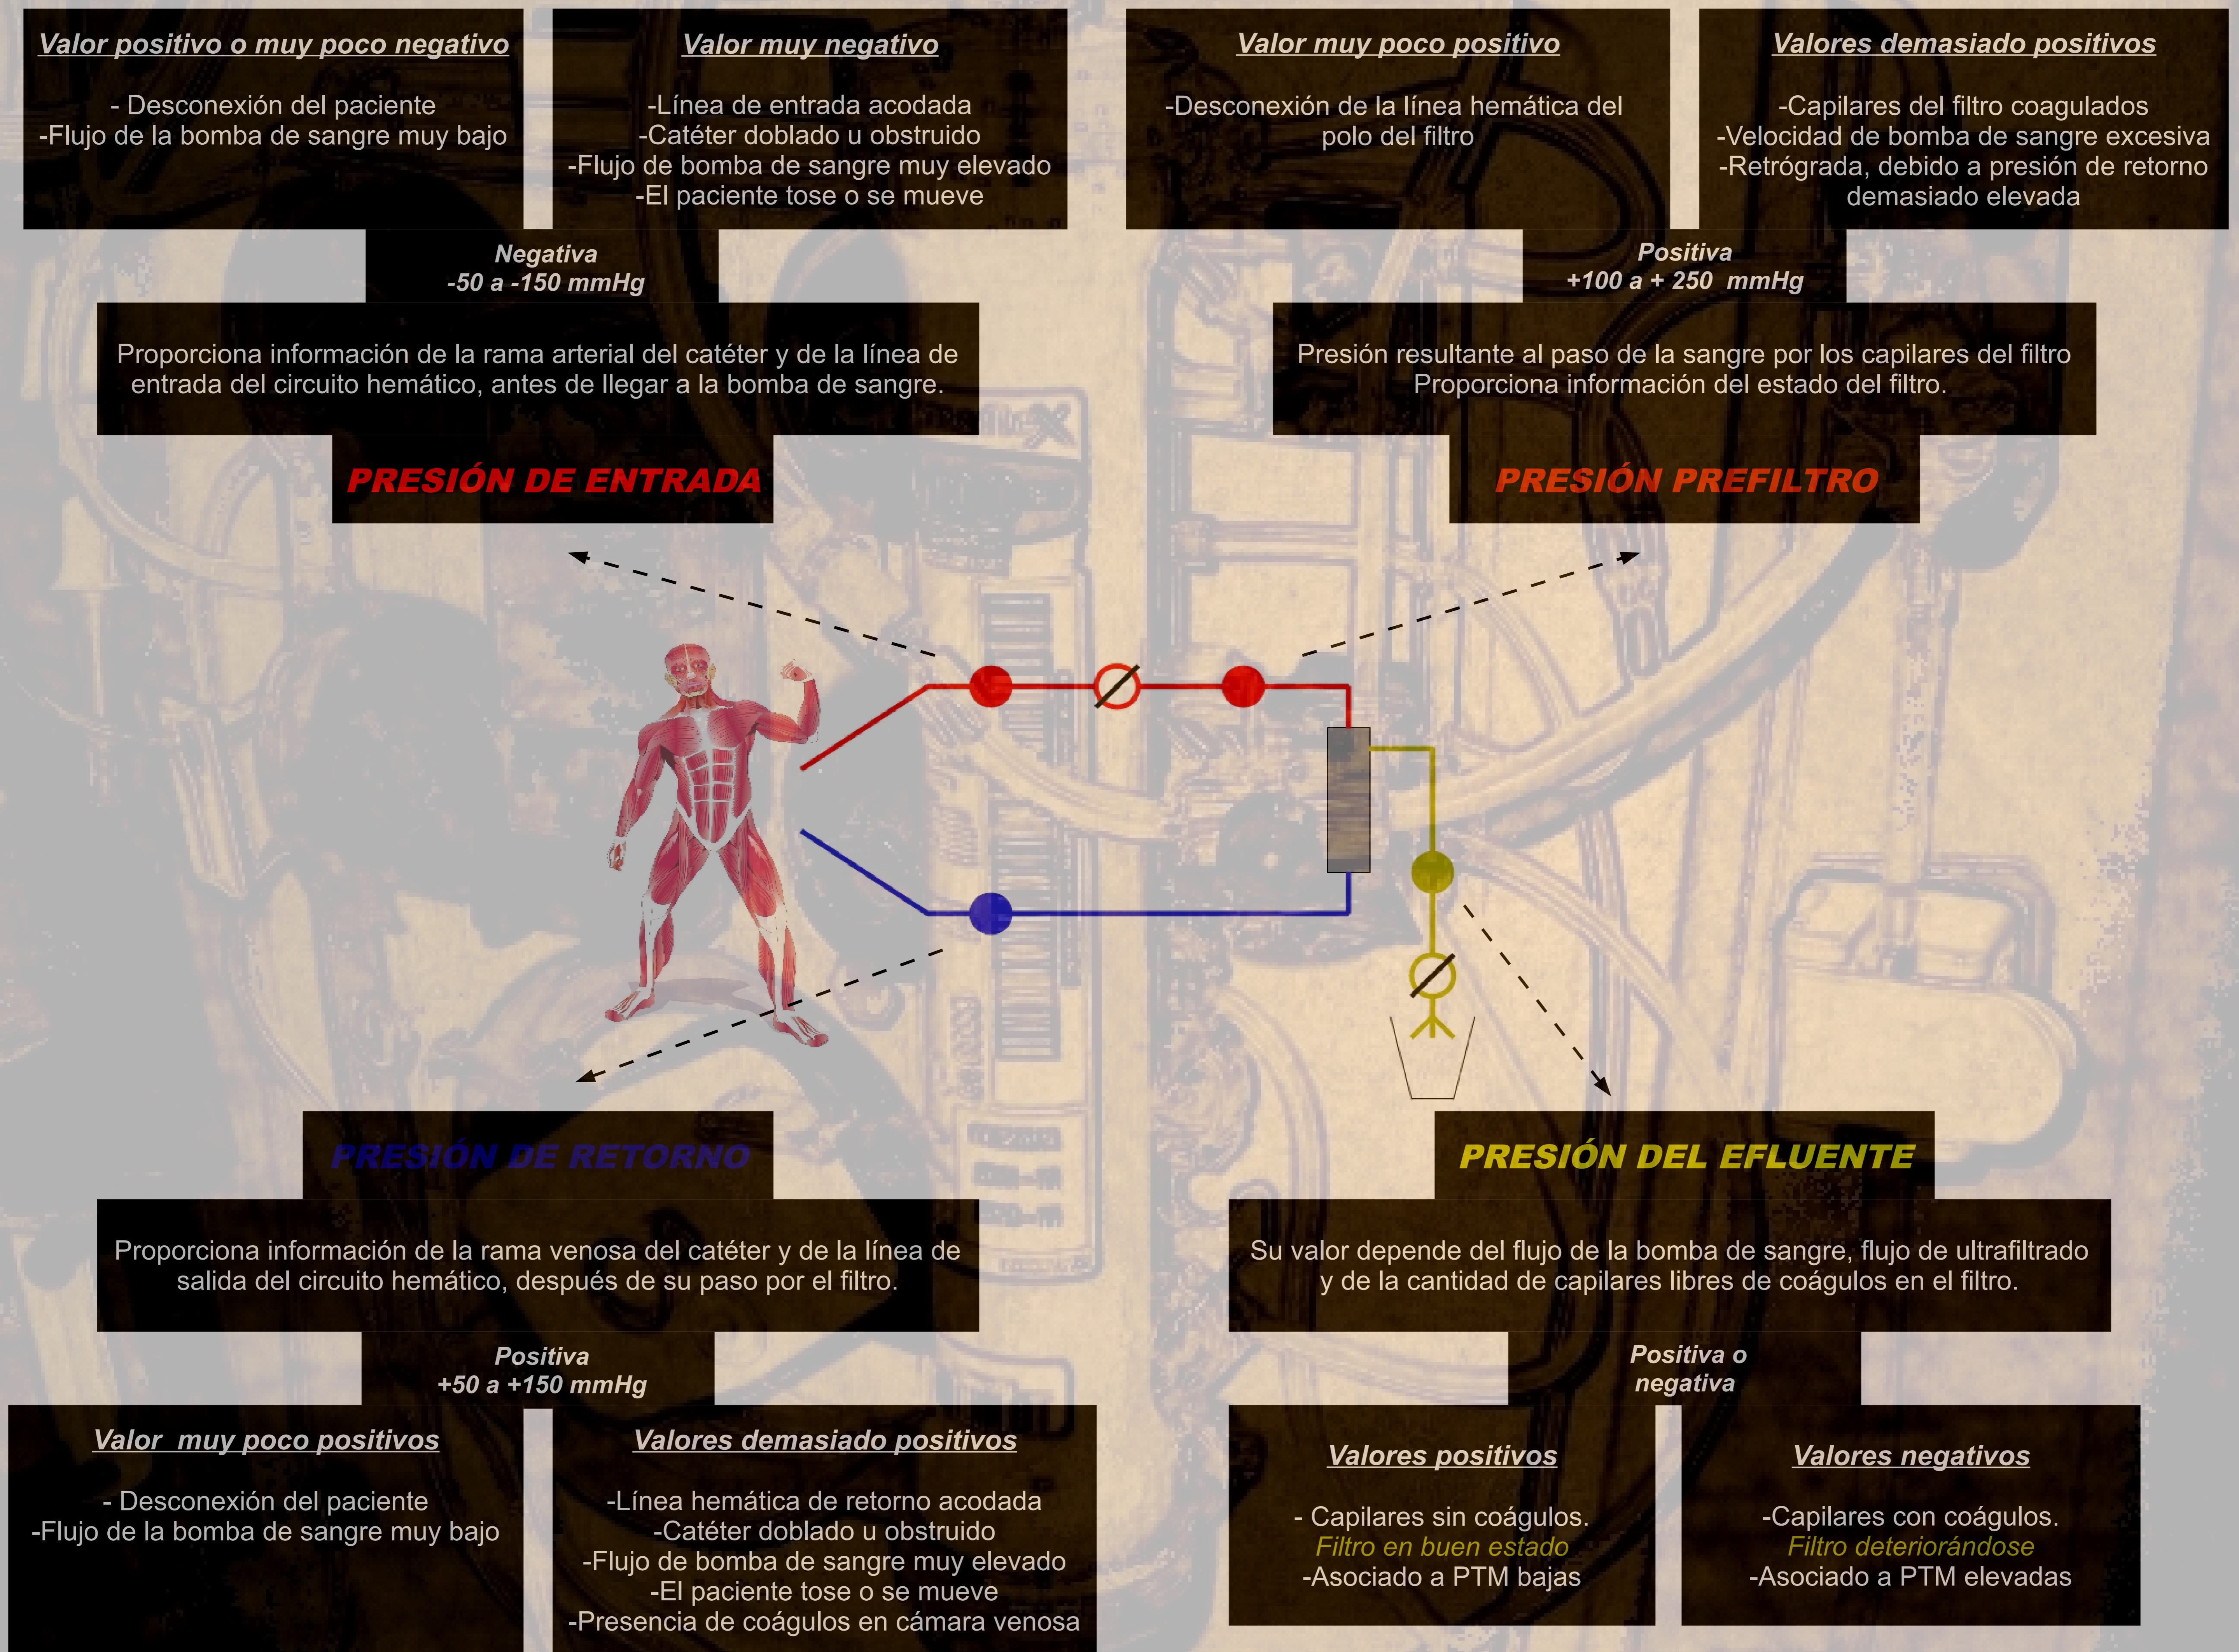 Valor positivo o muy poco negativo
- Desconexión del paciente
-Flujo de la bomba de sangre muy bajo
Valor muy negativo
-Línea de entrada acodada
-Catéter doblado u obstruido
-Flujo de bomba de sangre muy elevado
-El paciente tose o se mueve
Negativa
-50 a -150 mmHg
Proporciona información de la rama arterial del catéter y de la línea de
entrada del circuito hemático, antes de llegar a la bomba de sangre.
PRESIÓN DE ENTRADA
Valor muy poco positivo
-Desconexión de la línea hemática del
polo del filtro
Valores demasiado positivos
-Capilares del filtro coagulados
-Velocidad de bomba de sangre excesiva
-Retrógrada, debido a presión de retorno
demasiado elevada
Positiva
+100 a + 250 mmHg
Presión resultante al paso de la sangre por los capilares del filtro
Proporciona información del estado del filtro.
PRESIÓN PREFILTRO
PRESIÓN DE RETORNO
Proporciona información de la rama venosa del catéter y de la línea de
salida del circuito hemático, después de su paso por el filtro.
Positiva
+50 a +150 mmHg
Valor muy poco positivos
- Desconexión del paciente
-Flujo de la bomba de sangre muy bajo
Valores demasiado positivos
-Línea hemática de retorno acodada
-Catéter doblado u obstruido
-Flujo de bomba de sangre muy elevado
-El paciente tose o se mueve
-Presencia de coágulos en cámara venosa
PRESIÓN DEL EFLUENTE
Su valor depende del flujo de la bomba de sangre, flujo de ultrafiltrado
y de la cantidad de capilares libres de coágulos en el filtro.
Positiva o
negativa
Valores positivos
- Capilares sin coágulos.
Filtro en buen estado
-Asociado a PTM bajas
Valores negativos
-Capilares con coágulos.
Filtro deteriorándose
-Asociado a PTM elevadas